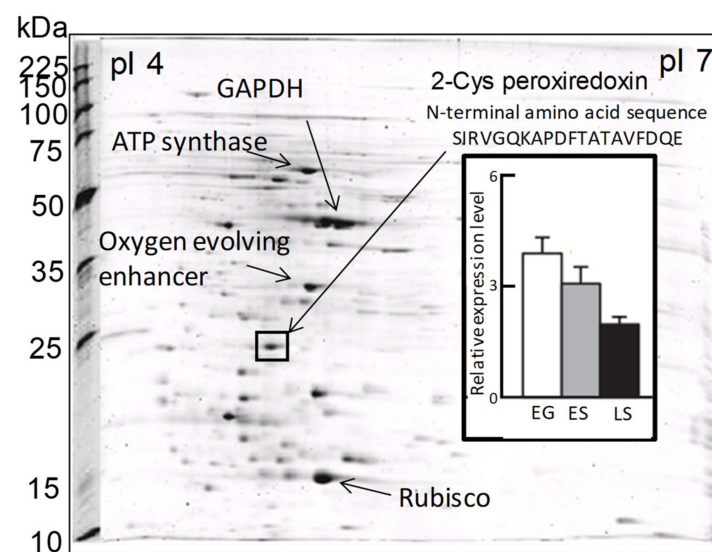 kDa
225
150
100
75
50
35
25
15
10
pI 4
pI 7
GAPDH
ATP synthase
Oxygen evolving
enhancer
Rubisco
2-Cys peroxiredoxin
N-terminal amino acid sequence
SIRVGQKAPDFTATAVFDQE
Relative expression level
6
3
0
EG ES LS